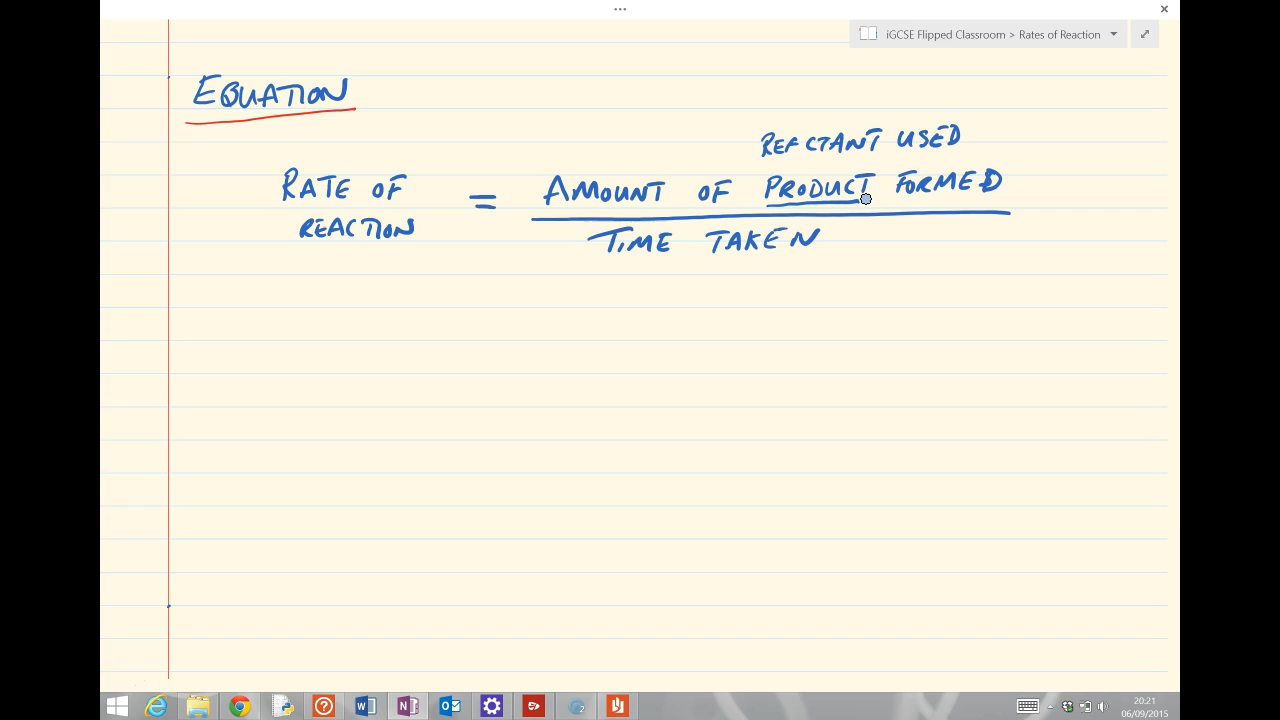 iGCSE Flipped Classroom > Rates of Reaction
EQUATION
REACTANT USED
RATE OF REACTION = AMOUNT OF PRODUCT FORMED
TIME TAKEN
20:21
06/09/2015